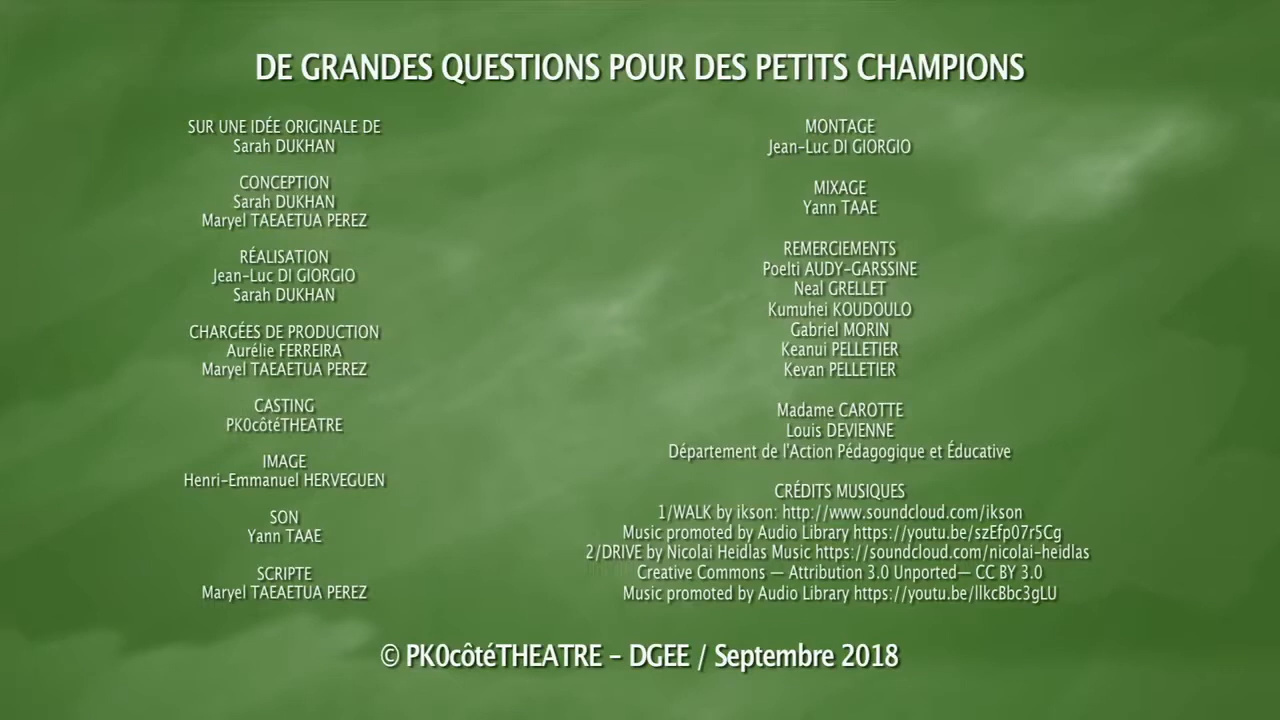 DE GRANDES QUESTIONS POUR DES PETITS CHAMPIONS
SUR UNE IDÉE ORIGINALE DE
Sarah DUKHAN
CONCEPTION
Sarah DUKHAN
Maryel TAEAETUA PEREZ
RÉALISATION
Jean-Luc DI GIORGIO
Sarah DUKHAN
CHARGÉES DE PRODUCTION
Aurélie FERREIRA
Maryel TAEAETUA PEREZ
CASTING
PK0côtéTHEATRE
IMAGE
Henri-Emmanuel HERVEGUEN
SON
Yann TAAE
SCRIPTE
Maryel TAEAETUA PEREZ
MONTAGE
Jean-Luc DI GIORGIO
MIXAGE
Yann TAAE
REMERCIEMENTS
Poelti AUDY-GARSSINE
Neal GRELLET
Kumuhei KOUDOULO
Gabriel MORIN
Keanui PELLETIER
Kevan PELLETIER
Madame CAROTTE
Louis DEVIENNE
Département de l'Action Pédagogique et Éducative
CRÉDITS MUSIQUES
1/WALK by ikson: http://www.soundcloud.com/ikson
Music promoted by Audio Library https://youtu.be/szEfp07r5Cg
2/DRIVE by Nicolai Heidlas Music https://soundcloud.com/nicolai-heidlas
Creative Commons — Attribution 3.0 Unported— CC BY 3.0
Music promoted by Audio Library https://youtu.be/llkcBbc3gLU
© PK0côtéTHEATRE - DGEE / Septembre 2018